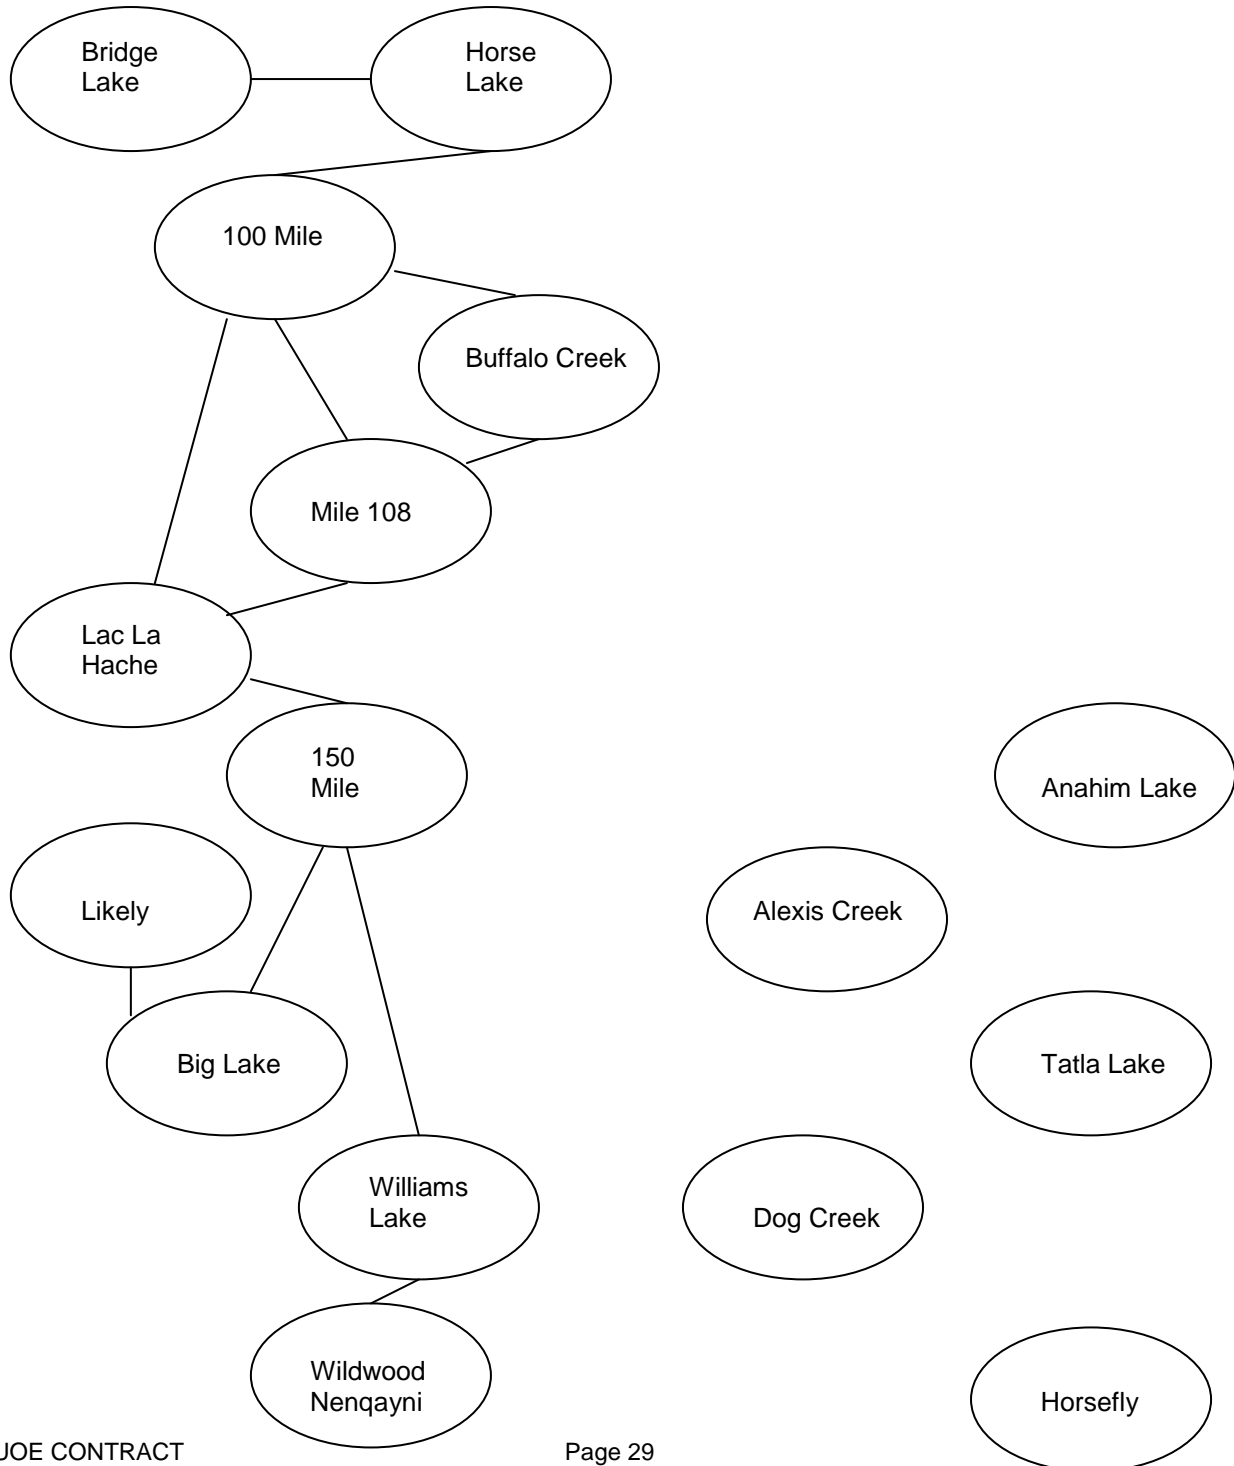 Bridge
Lake
Horse
Lake
100 Mile
Buffalo Creek
Mile 108
Lac La
Hache
150
Mile
Anahim Lake
Likely
Alexis Creek
Big Lake
Tatla Lake
Williams
Lake
Dog Creek
Wildwood
Nenqayni
Horsefly
JOE CONTRACT
Page 29